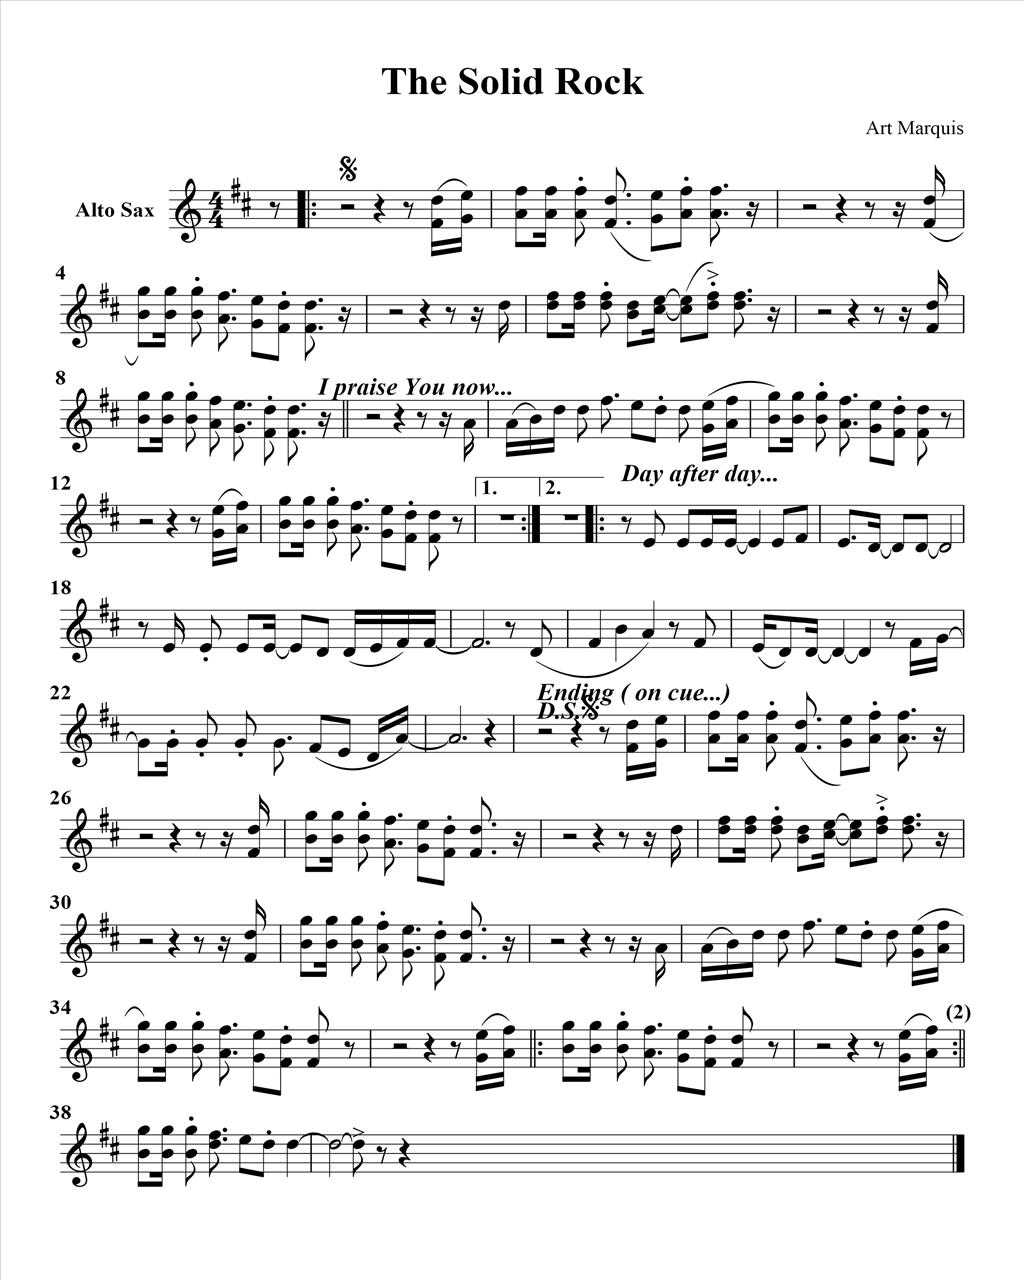 The Solid Rock
Art Marquis
Alto Sax
4
4
4
8
I praise You now...
12
1.
2.
Day after day...
18
22
Ending ( on cue...)
D.S.
26
30
34
(2)
38